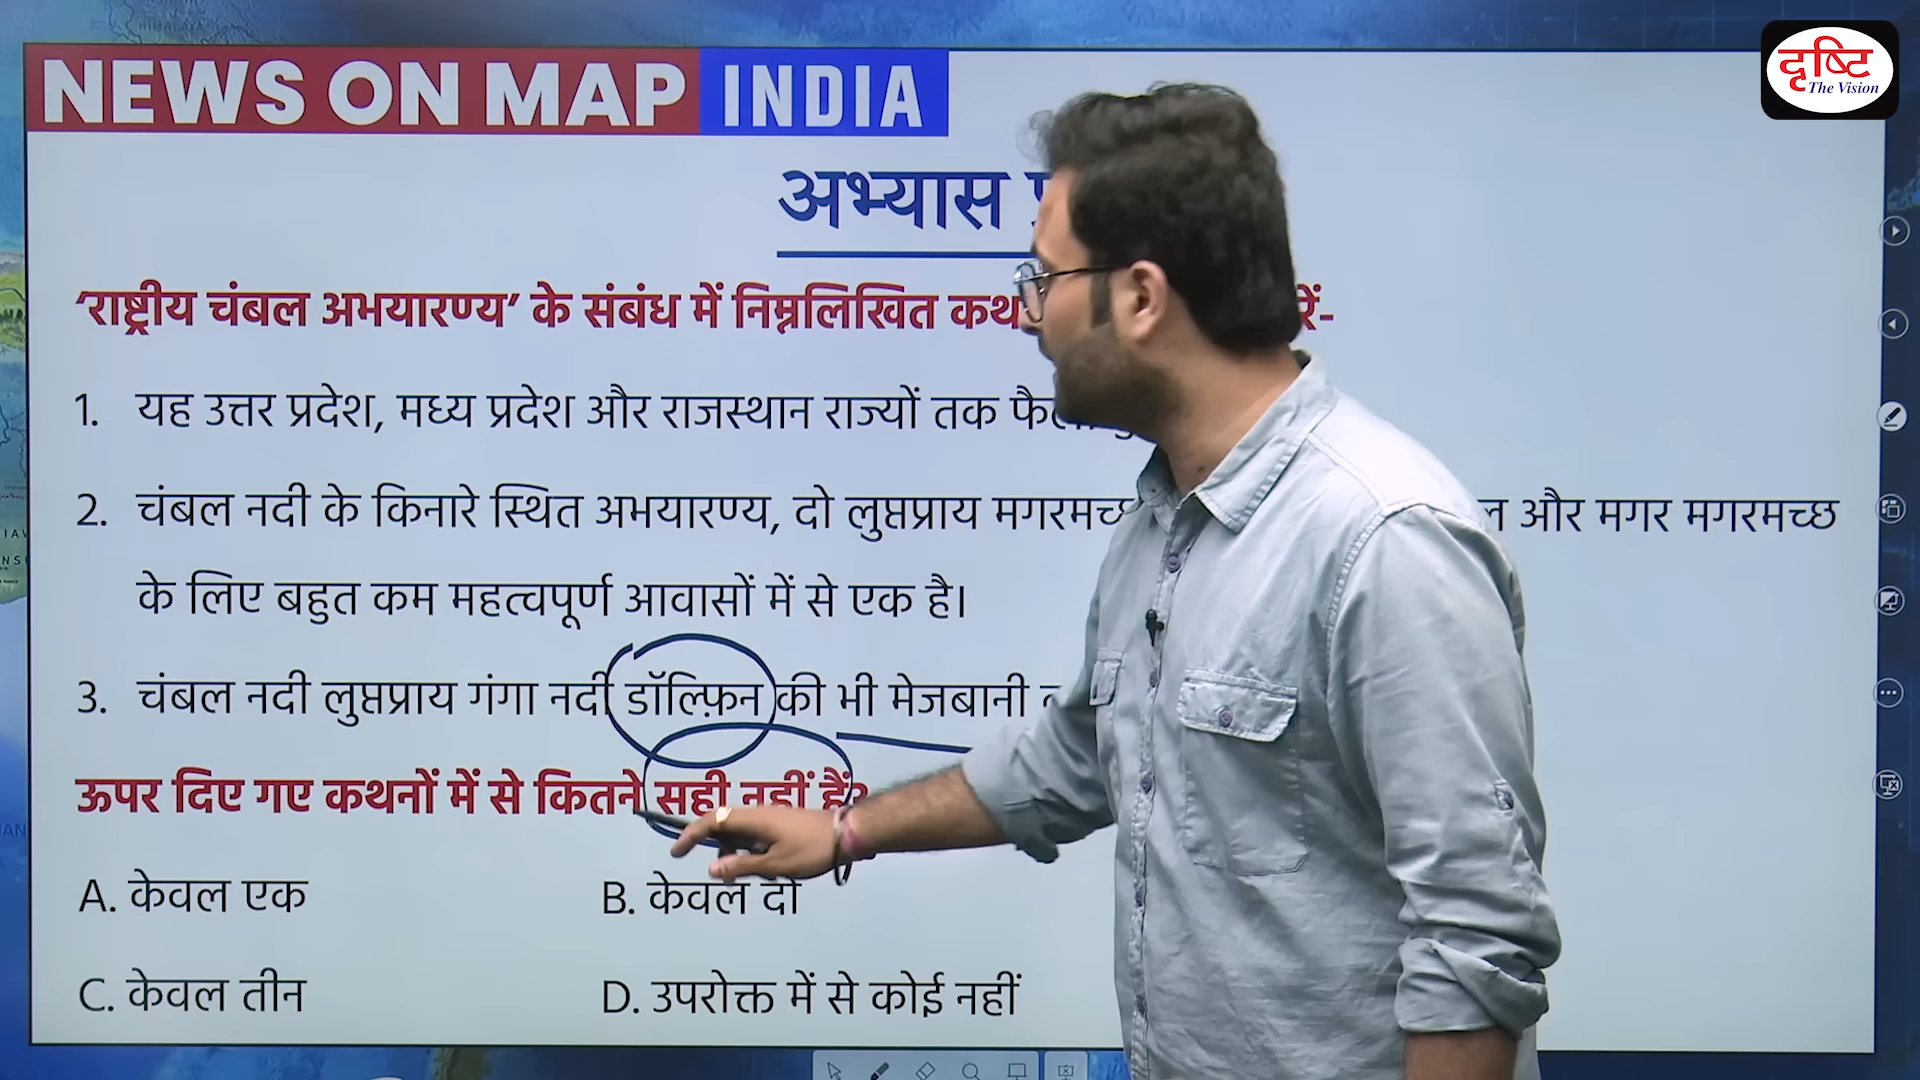 NEWS ON MAP INDIA
दृष्टि
The Vision
अभ्यास
‘राष्ट्रीय चंबल अभयारण्य’ के संबंध में निम्नलिखित
1. यह उत्तर प्रदेश, मध्य प्रदेश और राजस्थान राज्यों तक
2. चंबल नदी के किनारे स्थित अभयारण्य, दो लुप्तप्राय और मगर मगरमच्छ
के लिए बहुत कम महत्वपूर्ण आवासों में से एक है।
3. चंबल नदी लुप्तप्राय गंगा नदी डॉल्फ़िन की भी मेजबानी
ऊपर दिए गए कथनों में से कितने सही नहीं हैं?
A. केवल एक B. केवल दो
C. केवल तीन D. उपरोक्त में से कोई नहीं